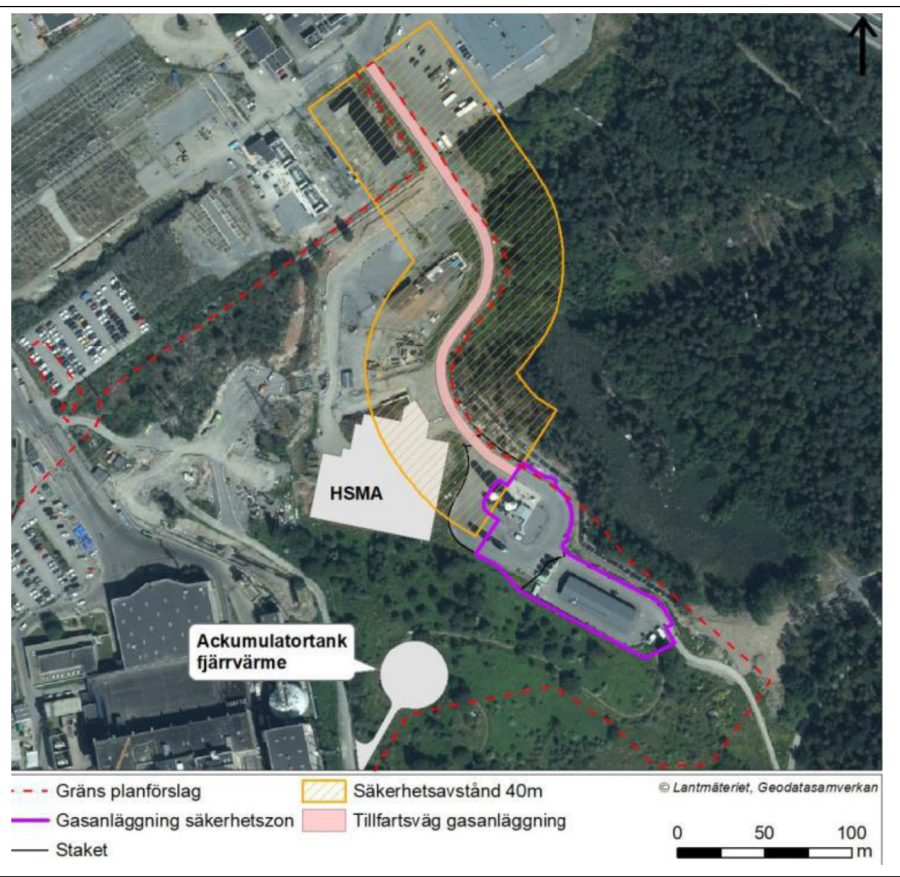 HSMA
Ackumulatortank
fjärrvärme
Gräns planförslag
Säkerhetsavstånd 40m
© Lantmäteriet, Geodatasamverkan
Gasanläggning säkerhetszon
Tillfartsväg gasanläggning
Staket
0 50 100
m